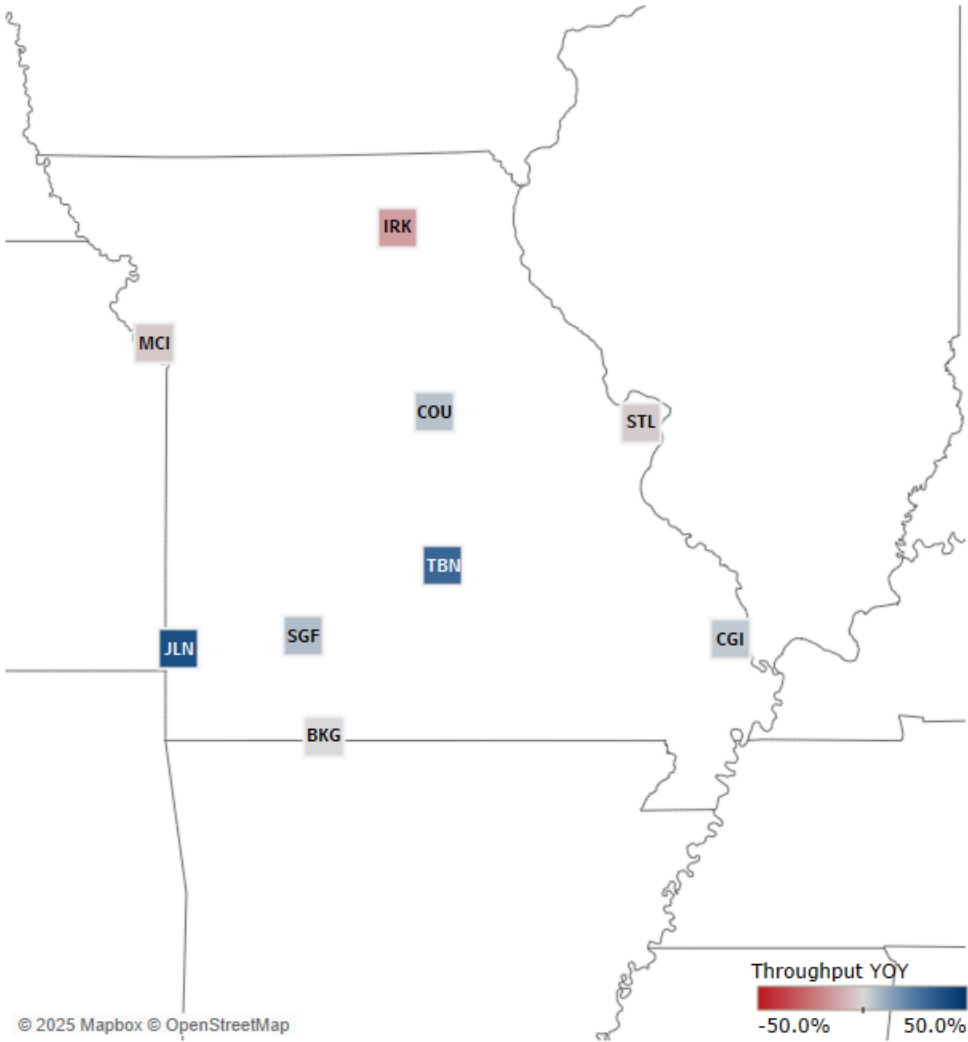 IRK
MCI
COU
STL
TBN
SGF
CGI
JLN
BKG
Throughput YOY
-50.0% 50.0%
© 2025 Mapbox © OpenStreetMap